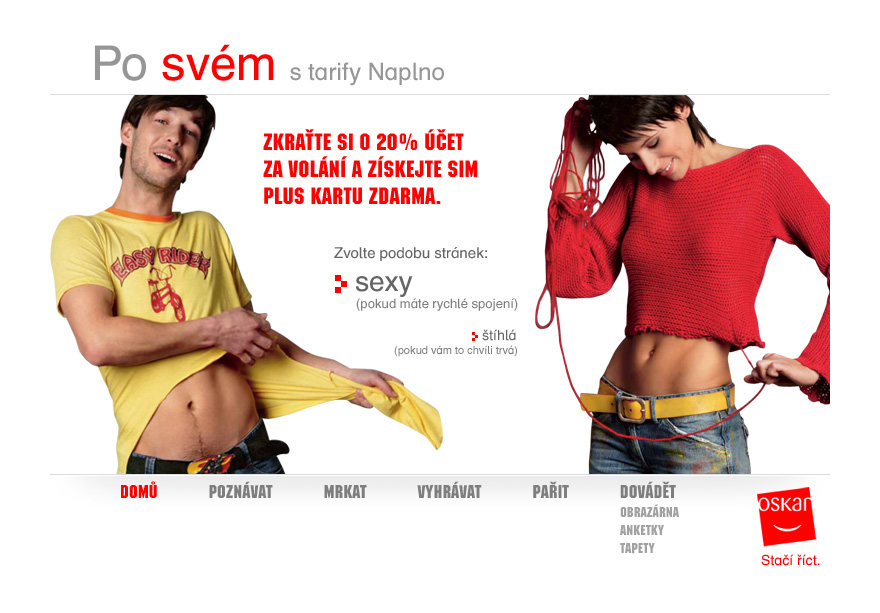 Po svém s tarify Naplno
ZKRAŤTE SI O 20% ÚČET
ZA VOLÁNÍ A ZÍSKEJTE SIM
PLUS KARTU ZDARMA.
EASY RIDER
Zvolte podobu stránek:
sexy
(pokud máte rychlé spojení)
štíhlá
(pokud vám to chvíli trvá)
DOMŮ POZNÁVAT MRKAT VYHRÁVAT PAŘIT DOVÁDĚT
OBRAZÁRNA
ANKETKY
TAPETY
oskar
Stačí říct.